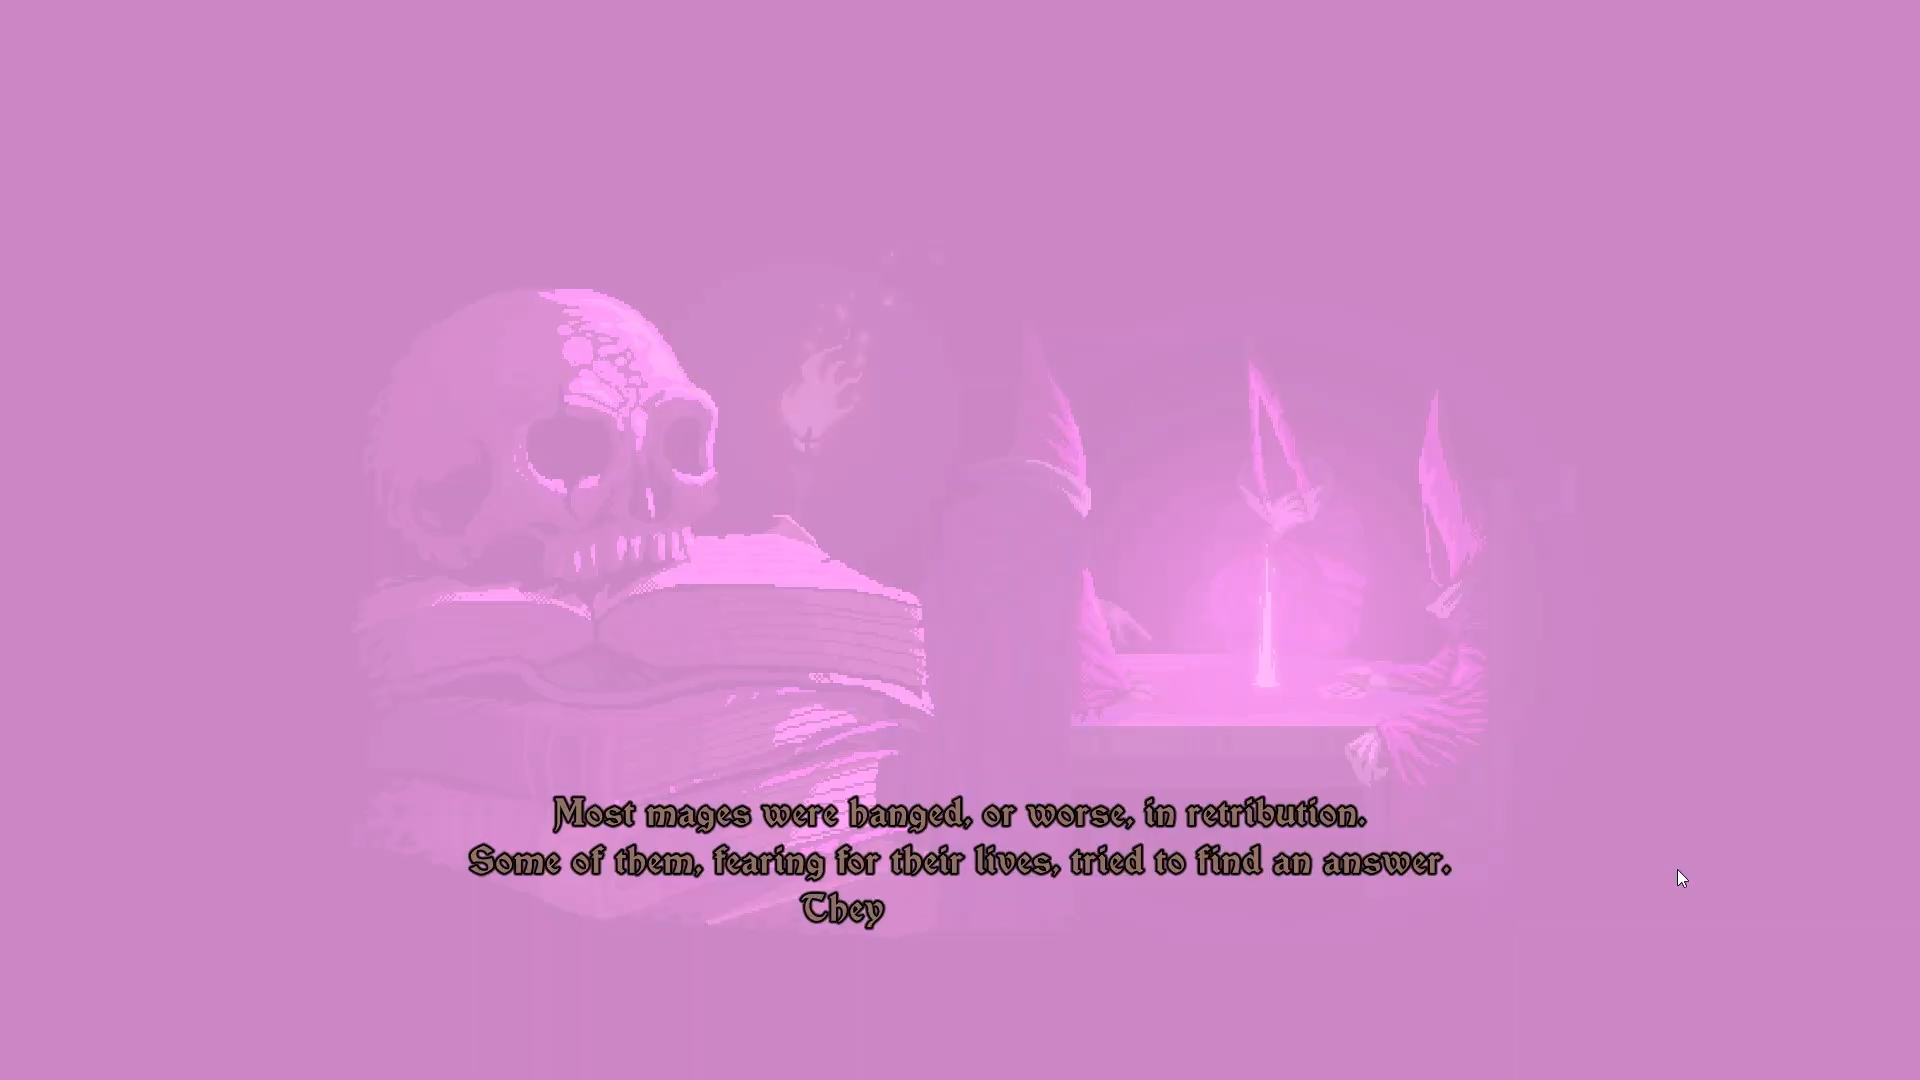 Most mages were hanged, or worse, in retribution.
Some of them, fearing for their lives, tried to find an answer.
They